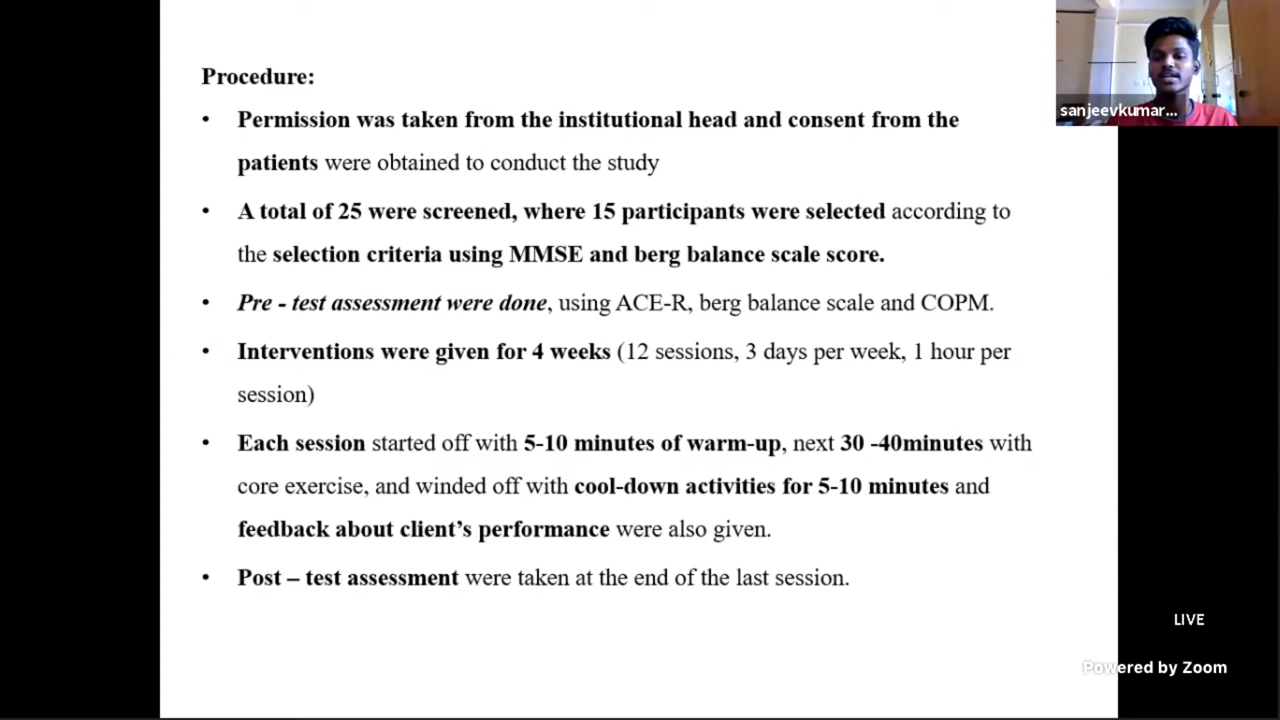 Procedure:
sanjeevkumar...
• Permission was taken from the institutional head and consent from the
patients were obtained to conduct the study
• A total of 25 were screened, where 15 participants were selected according to
the selection criteria using MMSE and berg balance scale score.
• Pre - test assessment were done, using ACE-R, berg balance scale and COPM.
• Interventions were given for 4 weeks (12 sessions, 3 days per week, 1 hour per
session)
• Each session started off with 5-10 minutes of warm-up, next 30 -40minutes with
core exercise, and winded off with cool-down activities for 5-10 minutes and
feedback about client’s performance were also given.
• Post – test assessment were taken at the end of the last session.
LIVE
Powered by Zoom